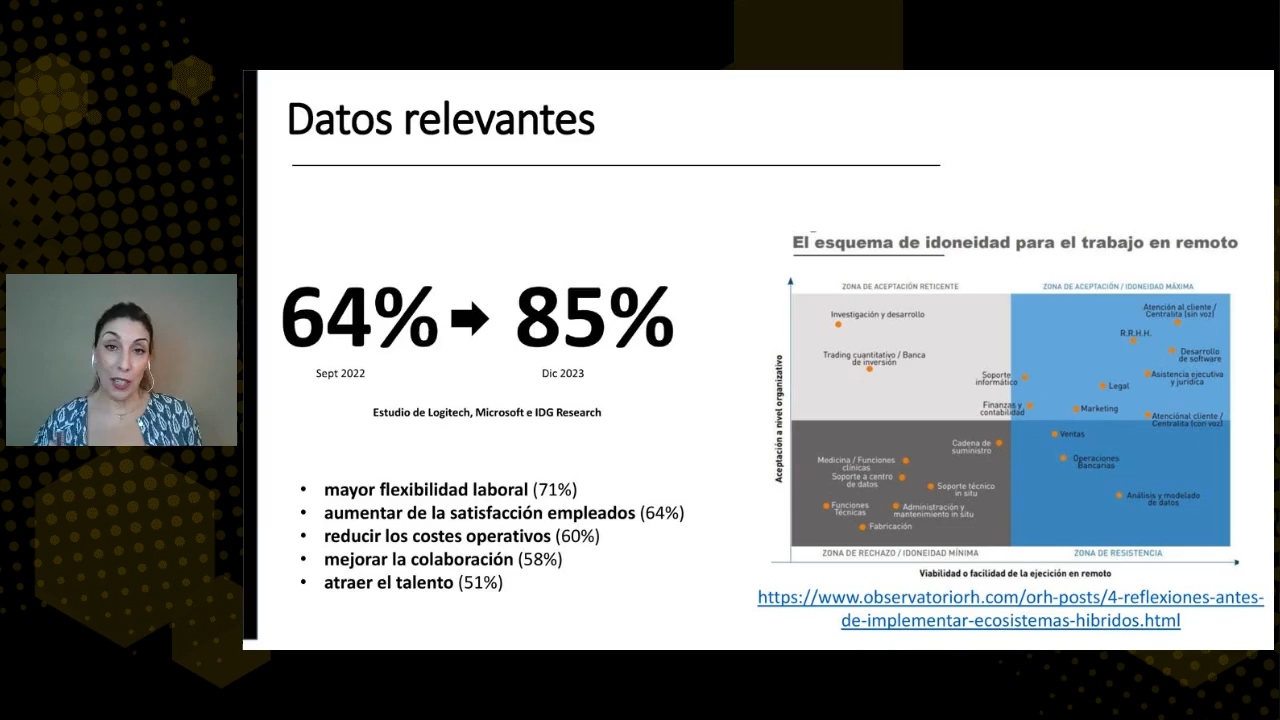 Datos relevantes
64% 85%
Sept 2022
Dic 2023
Estudio de Logitech, Microsoft e IDG Research
• mayor flexibilidad laboral (71%)
• aumentar de la satisfacción empleados (64%)
• reducir los costes operativos (60%)
• mejorar la colaboración (58%)
• atraer el talento (51%)
El esquema de idoneidad para el trabajo en remoto
ZONA DE ACEPTACIÓN RETICENTE
ZONA DE ACEPTACIÓN / IDONEIDAD MÁXIMA
Investigación y desarrollo
Trading cuantitativo / Banca
de inversión
Atención al cliente /
Centralita (sin voz)
R.R.H.H.
Desarrollo
de software
Soporte
informático
Asistencia ejecutiva
y jurídica
Legal
Finanzas y
contabilidad
Marketing
Atenciónal cliente /
Centralita (con voz)
Cadena de
suministro
Medicina / Funciones
clínicas
Soporte a centro
de datos
Soporte técnico
in situ
Funciones
Técnicas
Administración y
mantenimiento in situ
Fabricación
Ventas
Operaciones
Bancarias
Análisis y modelado
de datos
ZONA DE RECHAZO / IDONEIDAD MÍNIMA
ZONA DE RESISTENCIA
Aceptación a nivel organizativo
Viabilidad o facilidad de la ejeición en remoto
https://www.observatoriorh.com/orh-posts/4-reflexiones-antes-
de-implementar-ecosistemas-hibridos.html